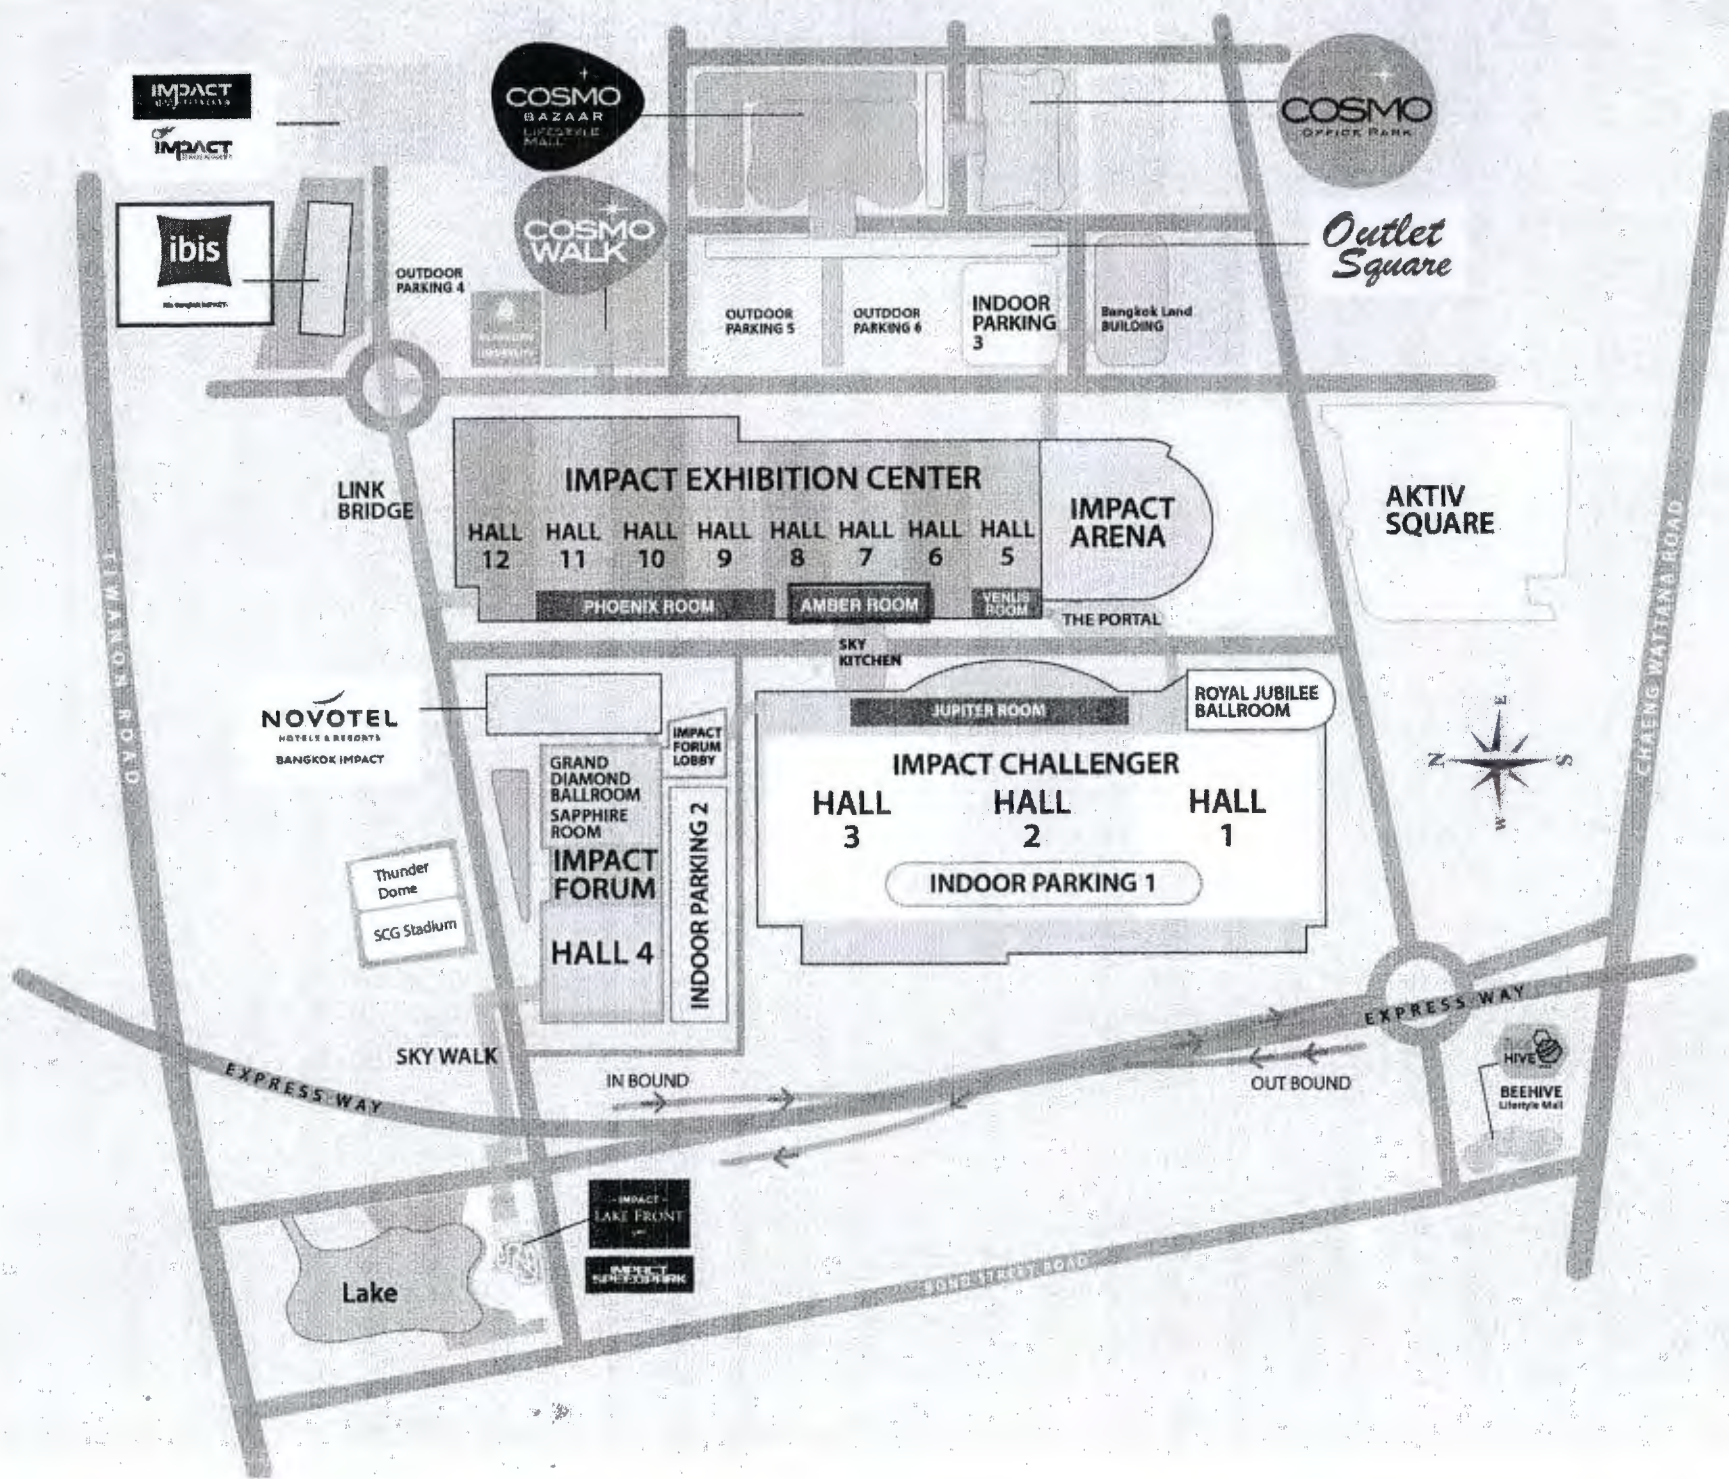 IMPACT
IMPACT
COSMO
BAZAAR
LIFESTYLE
MALL
COSMO
OFFICE PARK
ibis
ibis bangkok IMPACT
COSMO
WALK
Outlet
Square
OUTDOOR
PARKING 4
OUTDOOR
PARKING 5
OUTDOOR
PARKING 6
INDOOR
PARKING
3
Bangkok Land
BUILDING
LINK
BRIDGE
IMPACT EXHIBITION CENTER
HALL
12
HALL
11
HALL
10
HALL
9
HALL
8
HALL
7
HALL
6
HALL
5
PHOENIX ROOM
AMBER ROOM
VENUS
ROOM
IMPACT
ARENA
THE PORTAL
AKTIV
SQUARE
TIWANON ROAD
CHAENG WATTANA ROAD
SKY
KITCHEN
NOVOTEL
HOTELS & RESORTS
BANGKOK IMPACT
IMPACT
FORUM
LOBBY
GRAND
DIAMOND
BALLROOM
SAPPHIRE
ROOM
IMPACT
FORUM
HALL 4
INDOOR PARKING 2
JUPITER ROOM
ROYAL JUBILEE
BALLROOM
IMPACT CHALLENGER
HALL
3
HALL
2
HALL
1
INDOOR PARKING 1
E
N
S
W
Thunder
Dome
SCG Stadium
SKY WALK
EXPRESS WAY
IN BOUND
OUT BOUND
EXPRESS WAY
HIVE
BEEHIVE
Lifestyle Mall
- IMPACT -
LAKE FRONT
IMPACT
SPEEDPARK
Lake
BOND STREET ROAD